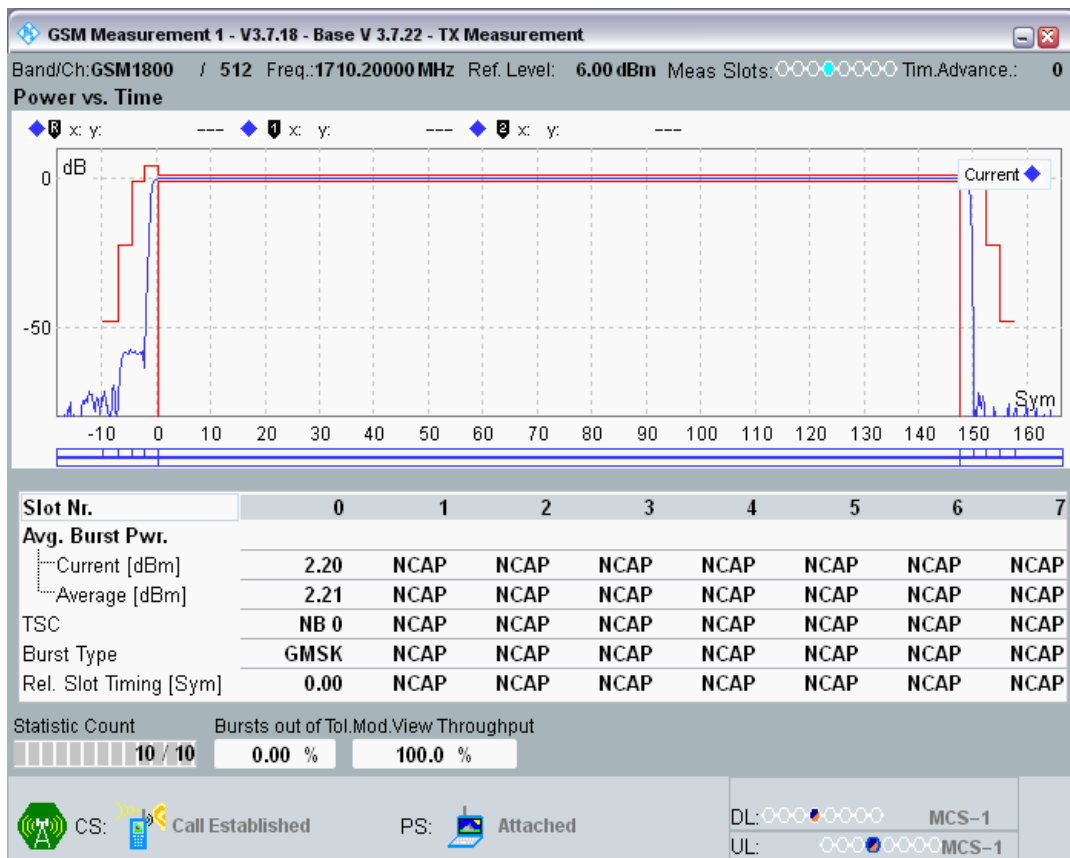 GSM Measurement 1 - V3.7.18 - Base V 3.7.22 - TX Measurement
Band/Ch:GSM1800 / 512 Freq.:1710.20000 MHz Ref. Level: 6.00 dBm Meas Slots: Tim.Advance.: 0
Power vs. Time
R x: y: --- 1 x: y: --- 2 x: y: ---
dB
Current
0
-50
Sym
-10 0 10 20 30 40 50 60 70 80 90 100 110 120 130 140 150 160
Slot Nr. 0 1 2 3 4 5 6 7
Avg. Burst Pwr.
Current [dBm] 2.20 NCAP NCAP NCAP NCAP NCAP NCAP NCAP
Average [dBm] 2.21 NCAP NCAP NCAP NCAP NCAP NCAP NCAP
TSC NB 0 NCAP NCAP NCAP NCAP NCAP NCAP NCAP
Burst Type GMSK NCAP NCAP NCAP NCAP NCAP NCAP NCAP
Rel. Slot Timing [Sym] 0.00 NCAP NCAP NCAP NCAP NCAP NCAP NCAP
Statistic Count Bursts out of Tol.Mod.View Throughput
10 / 10 0.00 % 100.0 %
CS: Call Established PS: Attached
DL: MCS-1
UL: MCS-1